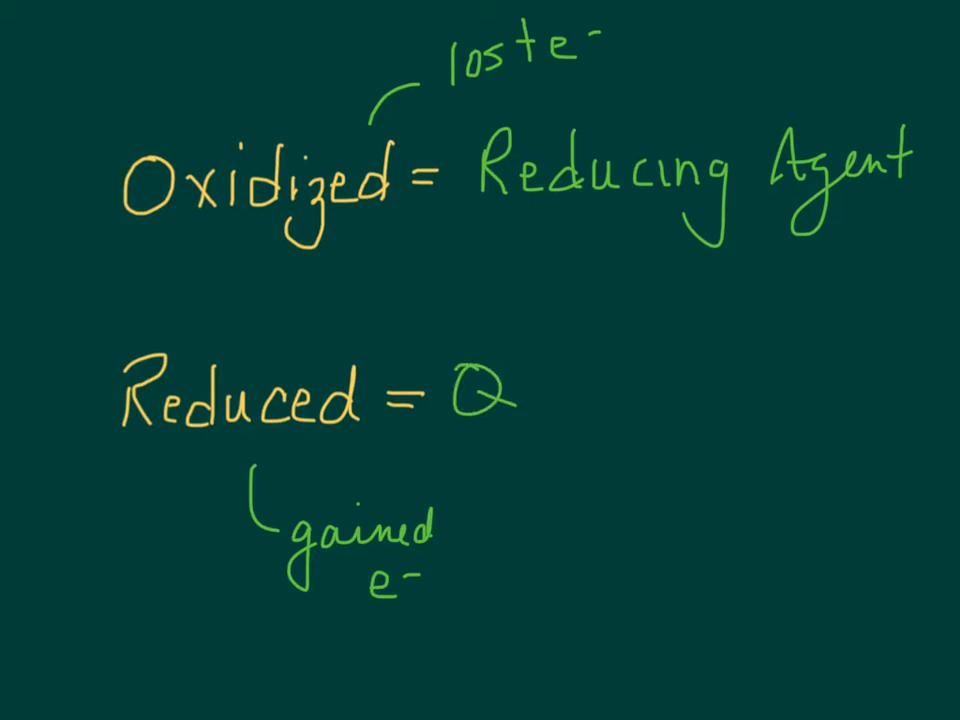 lost e-
Oxidized = Reducing Agent
Reduced = O
gained
e-